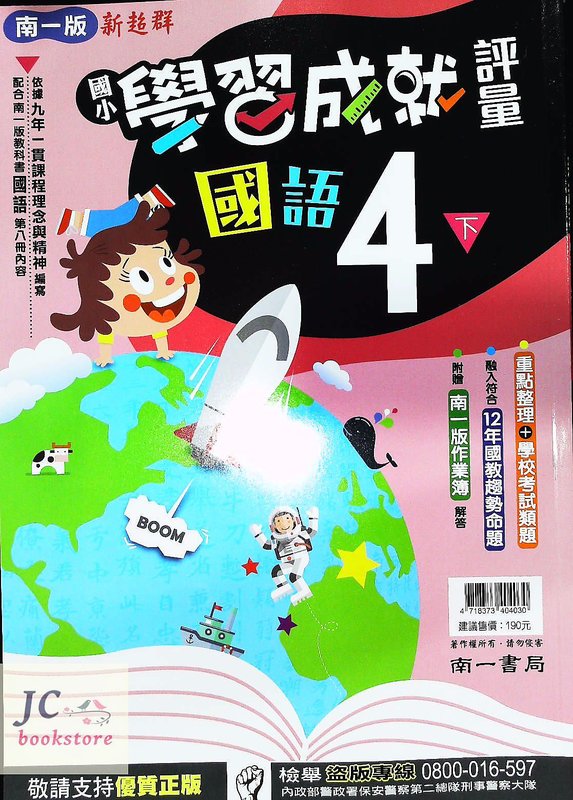 南一版 新超群
國小 學習成就 評量
國語 4 下
依據九年一貫課程理念與精神 編寫
配合南一版教科書 國語 第八冊內容
重點整理+學校考試類題
融入符合 12年國教趨勢命題
附贈 南一版作業簿 解答
BOOM
4 718373 404030
建議售價：190元
著作權所有‧請勿侵害
南一書局
JC
bookstore
敬請支持優質正版
檢舉 盜版專線 0800-016-597
內政部警政署保安警察第二總隊刑事警察大隊